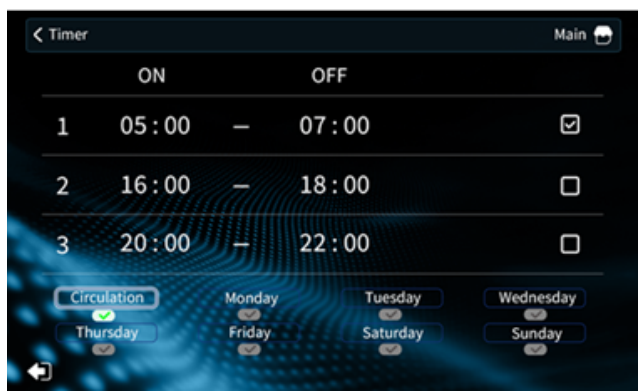 Timer Main
ON OFF
1 05:00 — 07:00
2 16:00 — 18:00
3 20:00 — 22:00
Circulation Monday Tuesday Wednesday
Thursday Friday Saturday Sunday